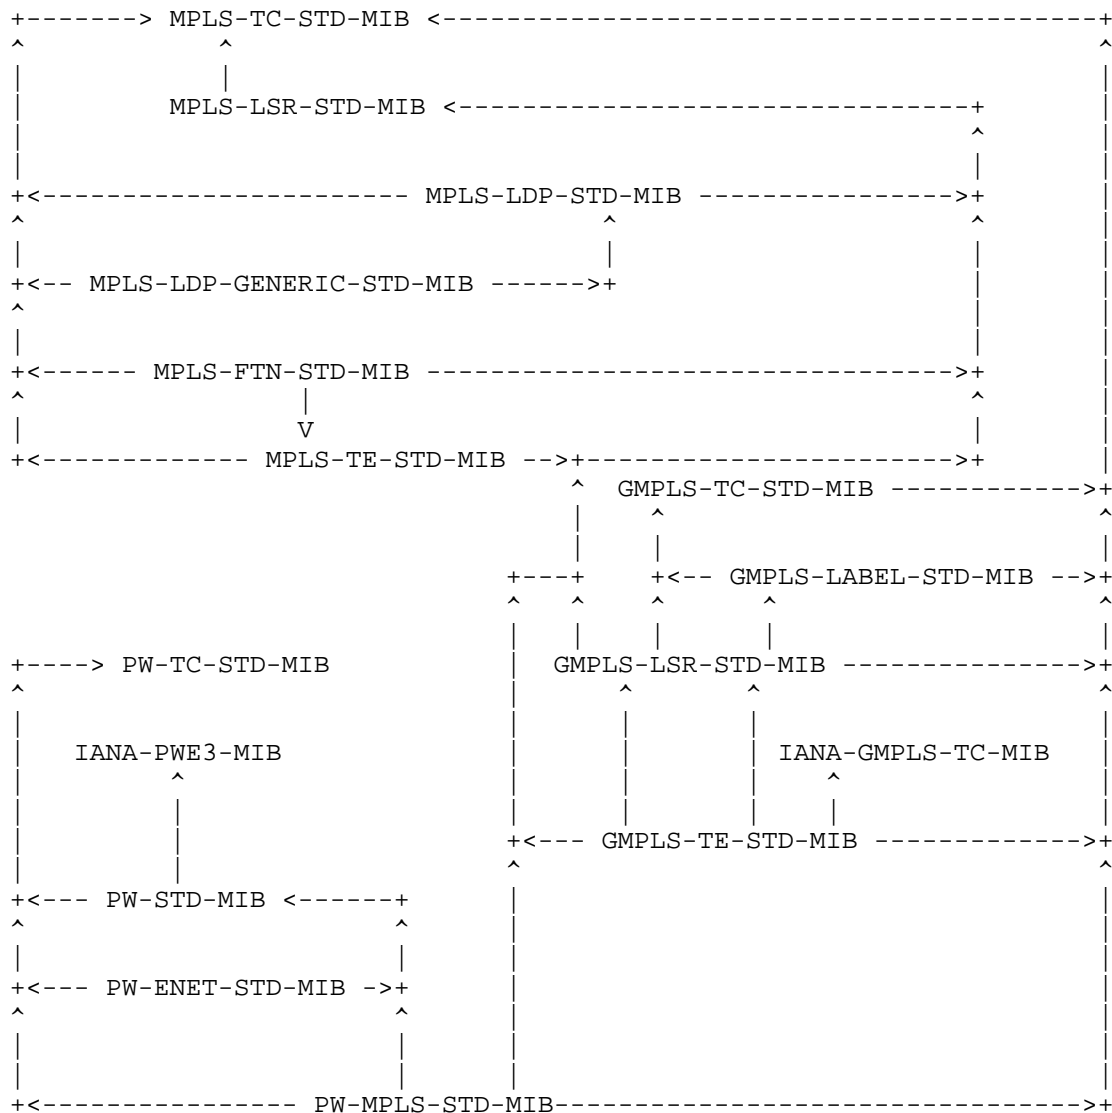 +-------> MPLS-TC-STD-MIB <-----------------------------------------+
^            ^                                                      ^
|            |                                                      |
|         MPLS-LSR-STD-MIB <--------------------------------+       |
|                                                           ^       |
|                                                           |       |
+<----------------------- MPLS-LDP-STD-MIB ---------------->+       |
^                                    ^                      ^       |
|                                    |                      |       |
+<-- MPLS-LDP-GENERIC-STD-MIB ------>+                      |       |
^                                                           |       |
|                                                           |       |
+<------ MPLS-FTN-STD-MIB --------------------------------->+       |
^                 |                                         ^       |
|                 V                                         |       |
+<------------- MPLS-TE-STD-MIB -->+----------------------->+       |
                                   ^  GMPLS-TC-STD-MIB ------------>+
                                   |    ^                           ^
                                   |    |                           |
                               +---+    +<-- GMPLS-LABEL-STD-MIB -->+
                               ^   ^    ^      ^                    ^
                               |   |    |      |                    |
+----> PW-TC-STD-MIB           |  GMPLS-LSR-STD-MIB --------------->+
^                              |      ^       ^                     ^
|                              |      |       |                     |
|   IANA-PWE3-MIB              |      |       | IANA-GMPLS-TC-MIB   |
|         ^                    |      |       |    ^                |
|         |                    |      |       |    |                |
|         |                    +<--- GMPLS-TE-STD-MIB ------------->+
|         |                    ^                                    ^
+<--- PW-STD-MIB <------+      |                                    |
^                       ^      |                                    |
|                       |      |                                    |
+<--- PW-ENET-STD-MIB ->+      |                                    |
^                       ^      |                                    |
|                       |      |                                    |
|                       |      |                                    |
+<---------------- PW-MPLS-STD-MIB--------------------------------->+